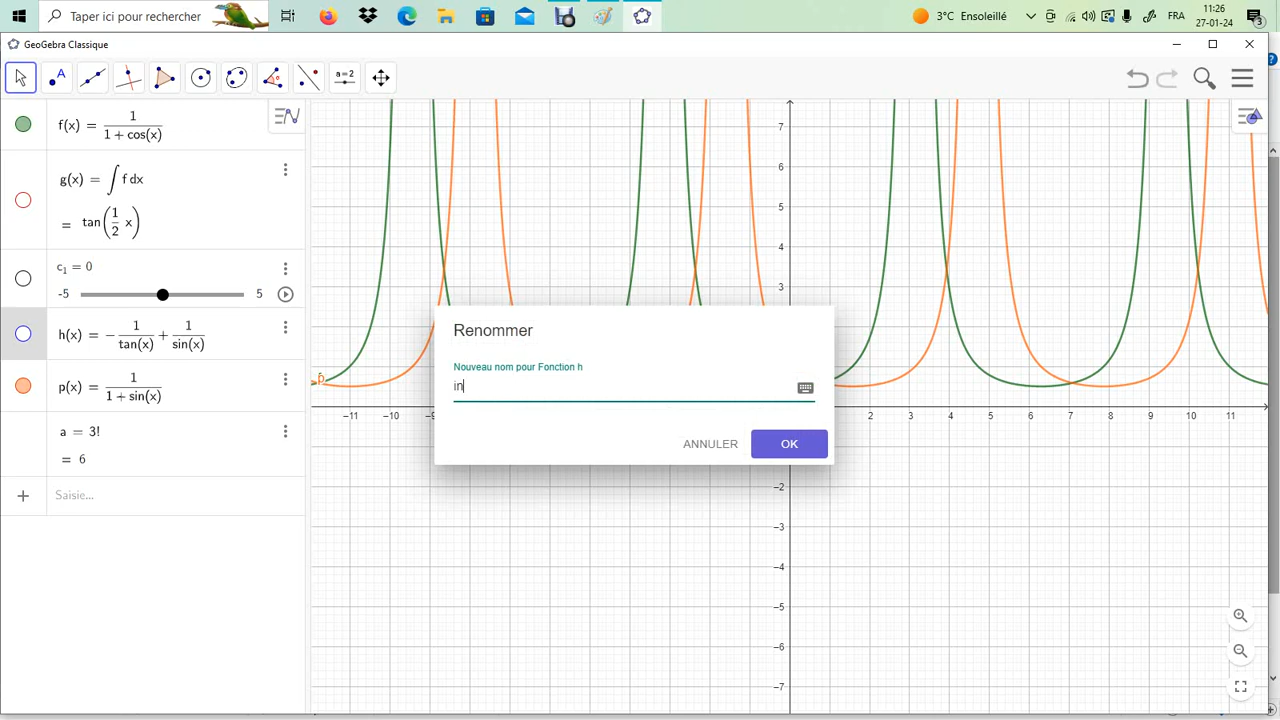 Taper ici pour rechercher
3°C Ensoleillé
FRA
11:26
27-01-24
3
GeoGebra Classique
A
a=2
f(x) = 1 / 1 + cos(x)
g(x) = ∫ f dx
= tan(1/2 x)
c₁ = 0
-5
5
h(x) = − 1/tan(x) + 1/sin(x)
p(x) = 1 / 1 + sin(x)
a = 3!
= 6
Saisie...
7
6
5
4
3
p
−11
−10
2
3
4
5
6
7
8
9
10
11
0
−2
−3
−4
−5
−6
−7
Renommer
Nouveau nom pour Fonction h
in
ANNULER
OK